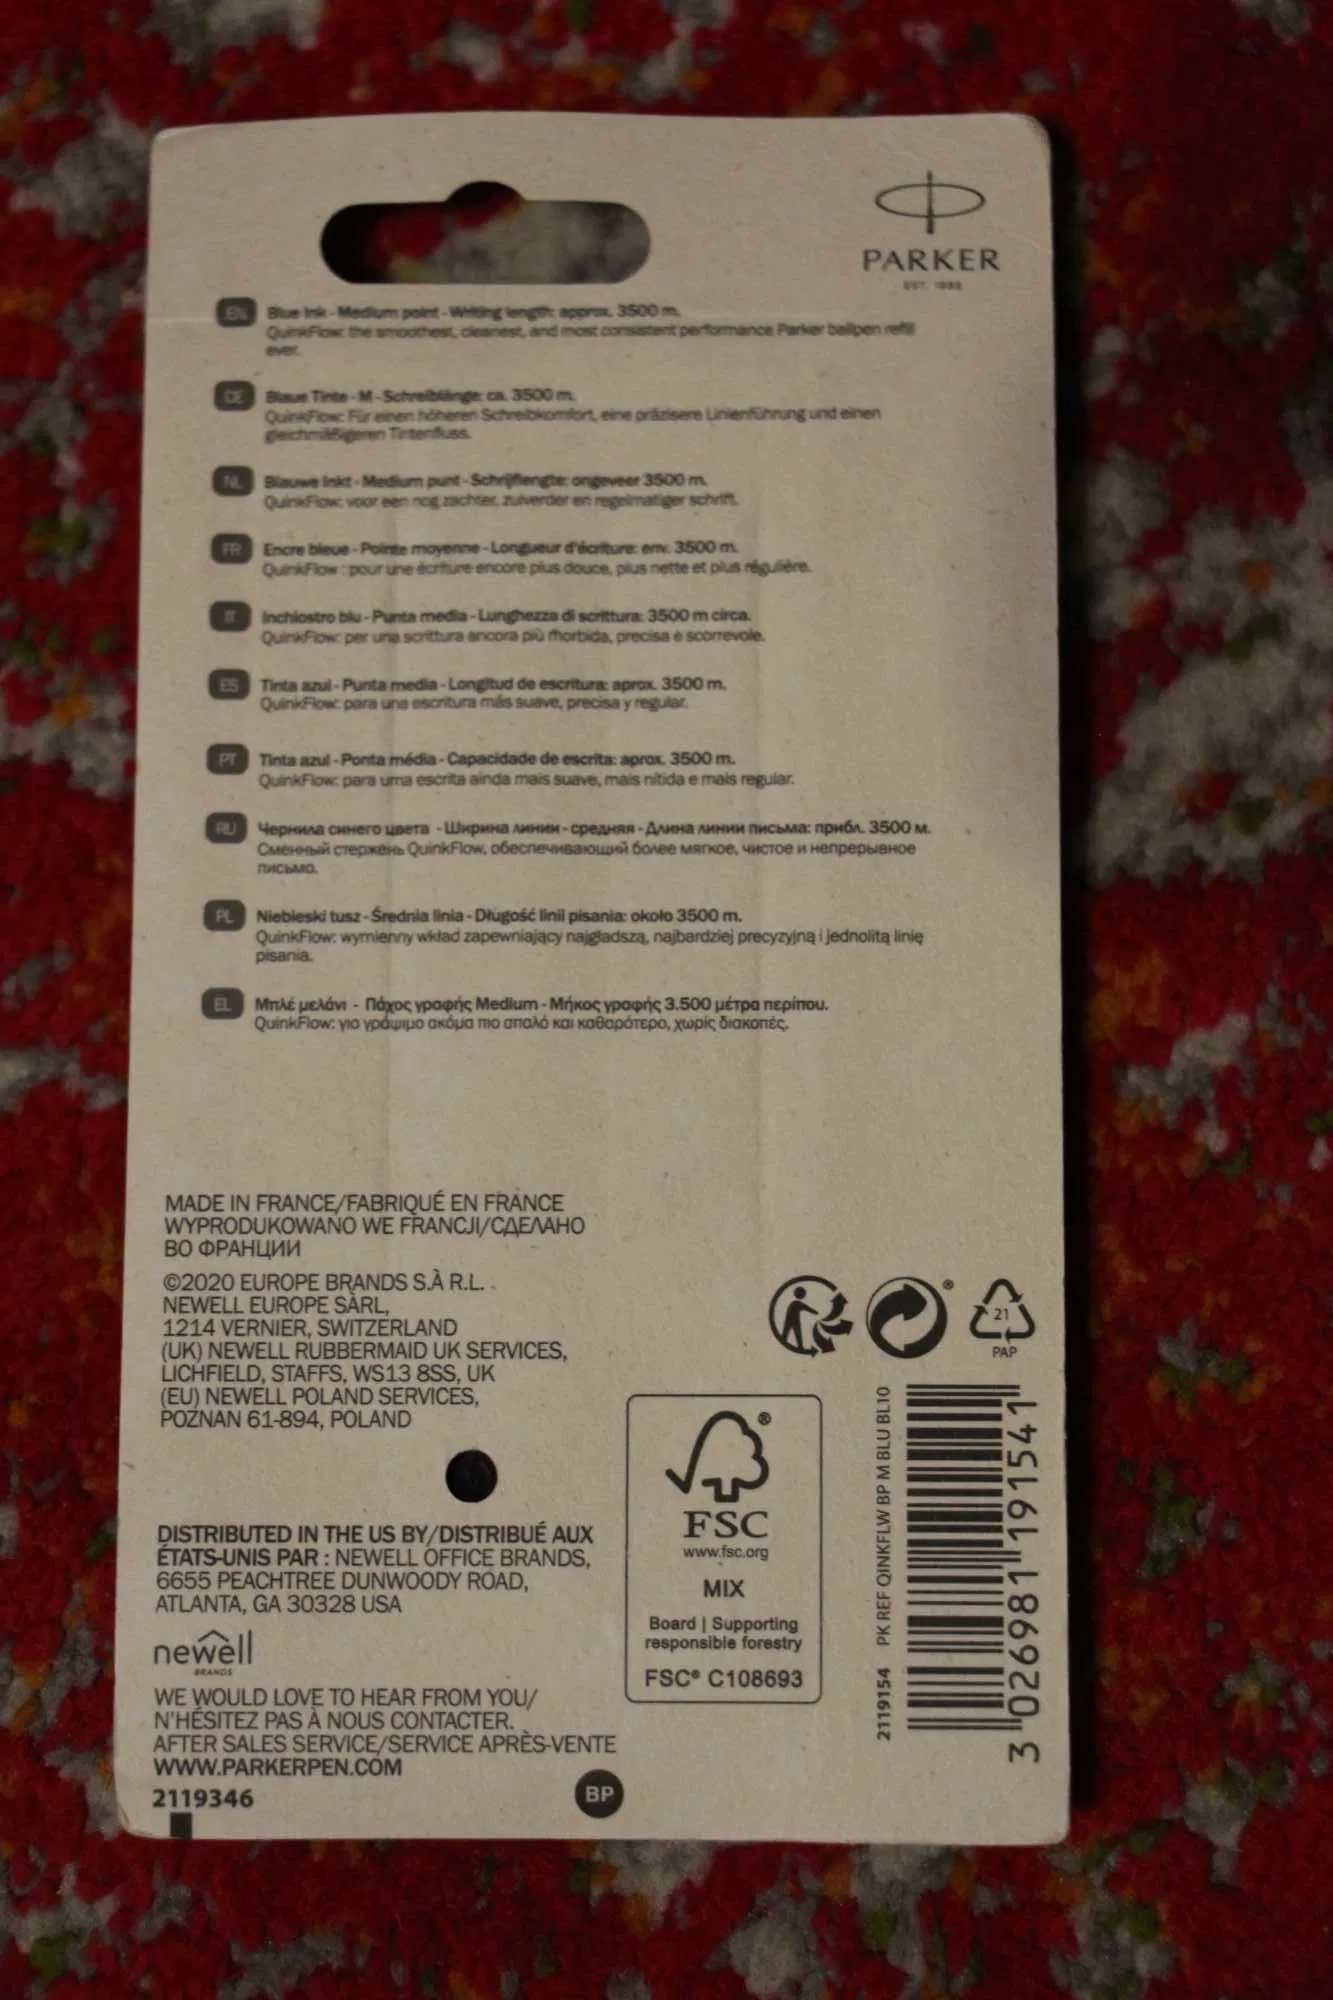 PARKER
EST. 1888
EN Blue Ink - Medium point - Writing length: approx. 3500 m.
QuinkFlow: the smoothest, cleanest, and most consistent performance Parker ballpen refill
ever.
DE Blaue Tinte - M - Schreiblänge: ca. 3500 m.
QuinkFlow: Für einen höheren Schreibkomfort, eine präzisere Linienführung und einen
gleichmäßigeren Tintenfluss.
NL Blauwe inkt - Medium punt - Schrijflengte: ongeveer 3500 m.
QuinkFlow: voor een nog zachter, zuiverder en regelmatiger schrift.
FR Encre bleue - Pointe moyenne - Longueur d'écriture: env. 3500 m.
QuinkFlow : pour une écriture encore plus douce, plus nette et plus régulière.
IT Inchiostro blu - Punta media - Lunghezza di scrittura: 3500 m circa.
QuinkFlow: per una scrittura ancora più morbida, precisa e scorrevole.
ES Tinta azul - Punta media - Longitud de escritura: aprox. 3500 m.
QuinkFlow: para una escritura más suave, precisa y regular.
PT Tinta azul - Ponta média - Capacidade de escrita: aprox. 3500 m.
QuinkFlow: para uma escrita ainda mais suave, mais nítida e mais regular.
RU Чернила синего цвета - Ширина линии - средняя - Длина линии письма: прибл. 3500 м.
Сменный стержень QuinkFlow, обеспечивающий более мягкое, чистое и непрерывное
письмо.
PL Niebieski tusz - Średnia linia - Długość linii pisania: około 3500 m.
QuinkFlow: wymienny wkład zapewniający najgładszą, najbardziej precyzyjną i jednolitą linię
pisania.
EL Μπλέ μελάνι - Πάχος γραφής Medium - Μήκος γραφής 3.500 μέτρα περίπου.
QuinkFlow: για γράψιμο ακόμα πιο απαλό και καθαρότερο, χωρίς διακοπές.
MADE IN FRANCE/FABRIQUÉ EN FRANCE
WYPRODUKOWANO WE FRANCJI/СДЕЛАНО
ВО ФРАНЦИИ
©2020 EUROPE BRANDS S.À R.L.
NEWELL EUROPE SÀRL,
1214 VERNIER, SWITZERLAND
(UK) NEWELL RUBBERMAID UK SERVICES,
LICHFIELD, STAFFS, WS13 8SS, UK
(EU) NEWELL POLAND SERVICES,
POZNAN 61-894, POLAND
DISTRIBUTED IN THE US BY/DISTRIBUÉ AUX
ÉTATS-UNIS PAR : NEWELL OFFICE BRANDS,
6655 PEACHTREE DUNWOODY ROAD,
ATLANTA, GA 30328 USA
newell
BRANDS
WE WOULD LOVE TO HEAR FROM YOU/
N'HÉSITEZ PAS À NOUS CONTACTER.
AFTER SALES SERVICE/SERVICE APRÈS-VENTE
WWW.PARKERPEN.COM
2119346
BP
®
21
PAP
®
FSC
www.fsc.org
MIX
Board | Supporting
responsible forestry
FSC® C108693
2119154 PK REF QINKFLW BP M BLU BL10
3 026981 191541